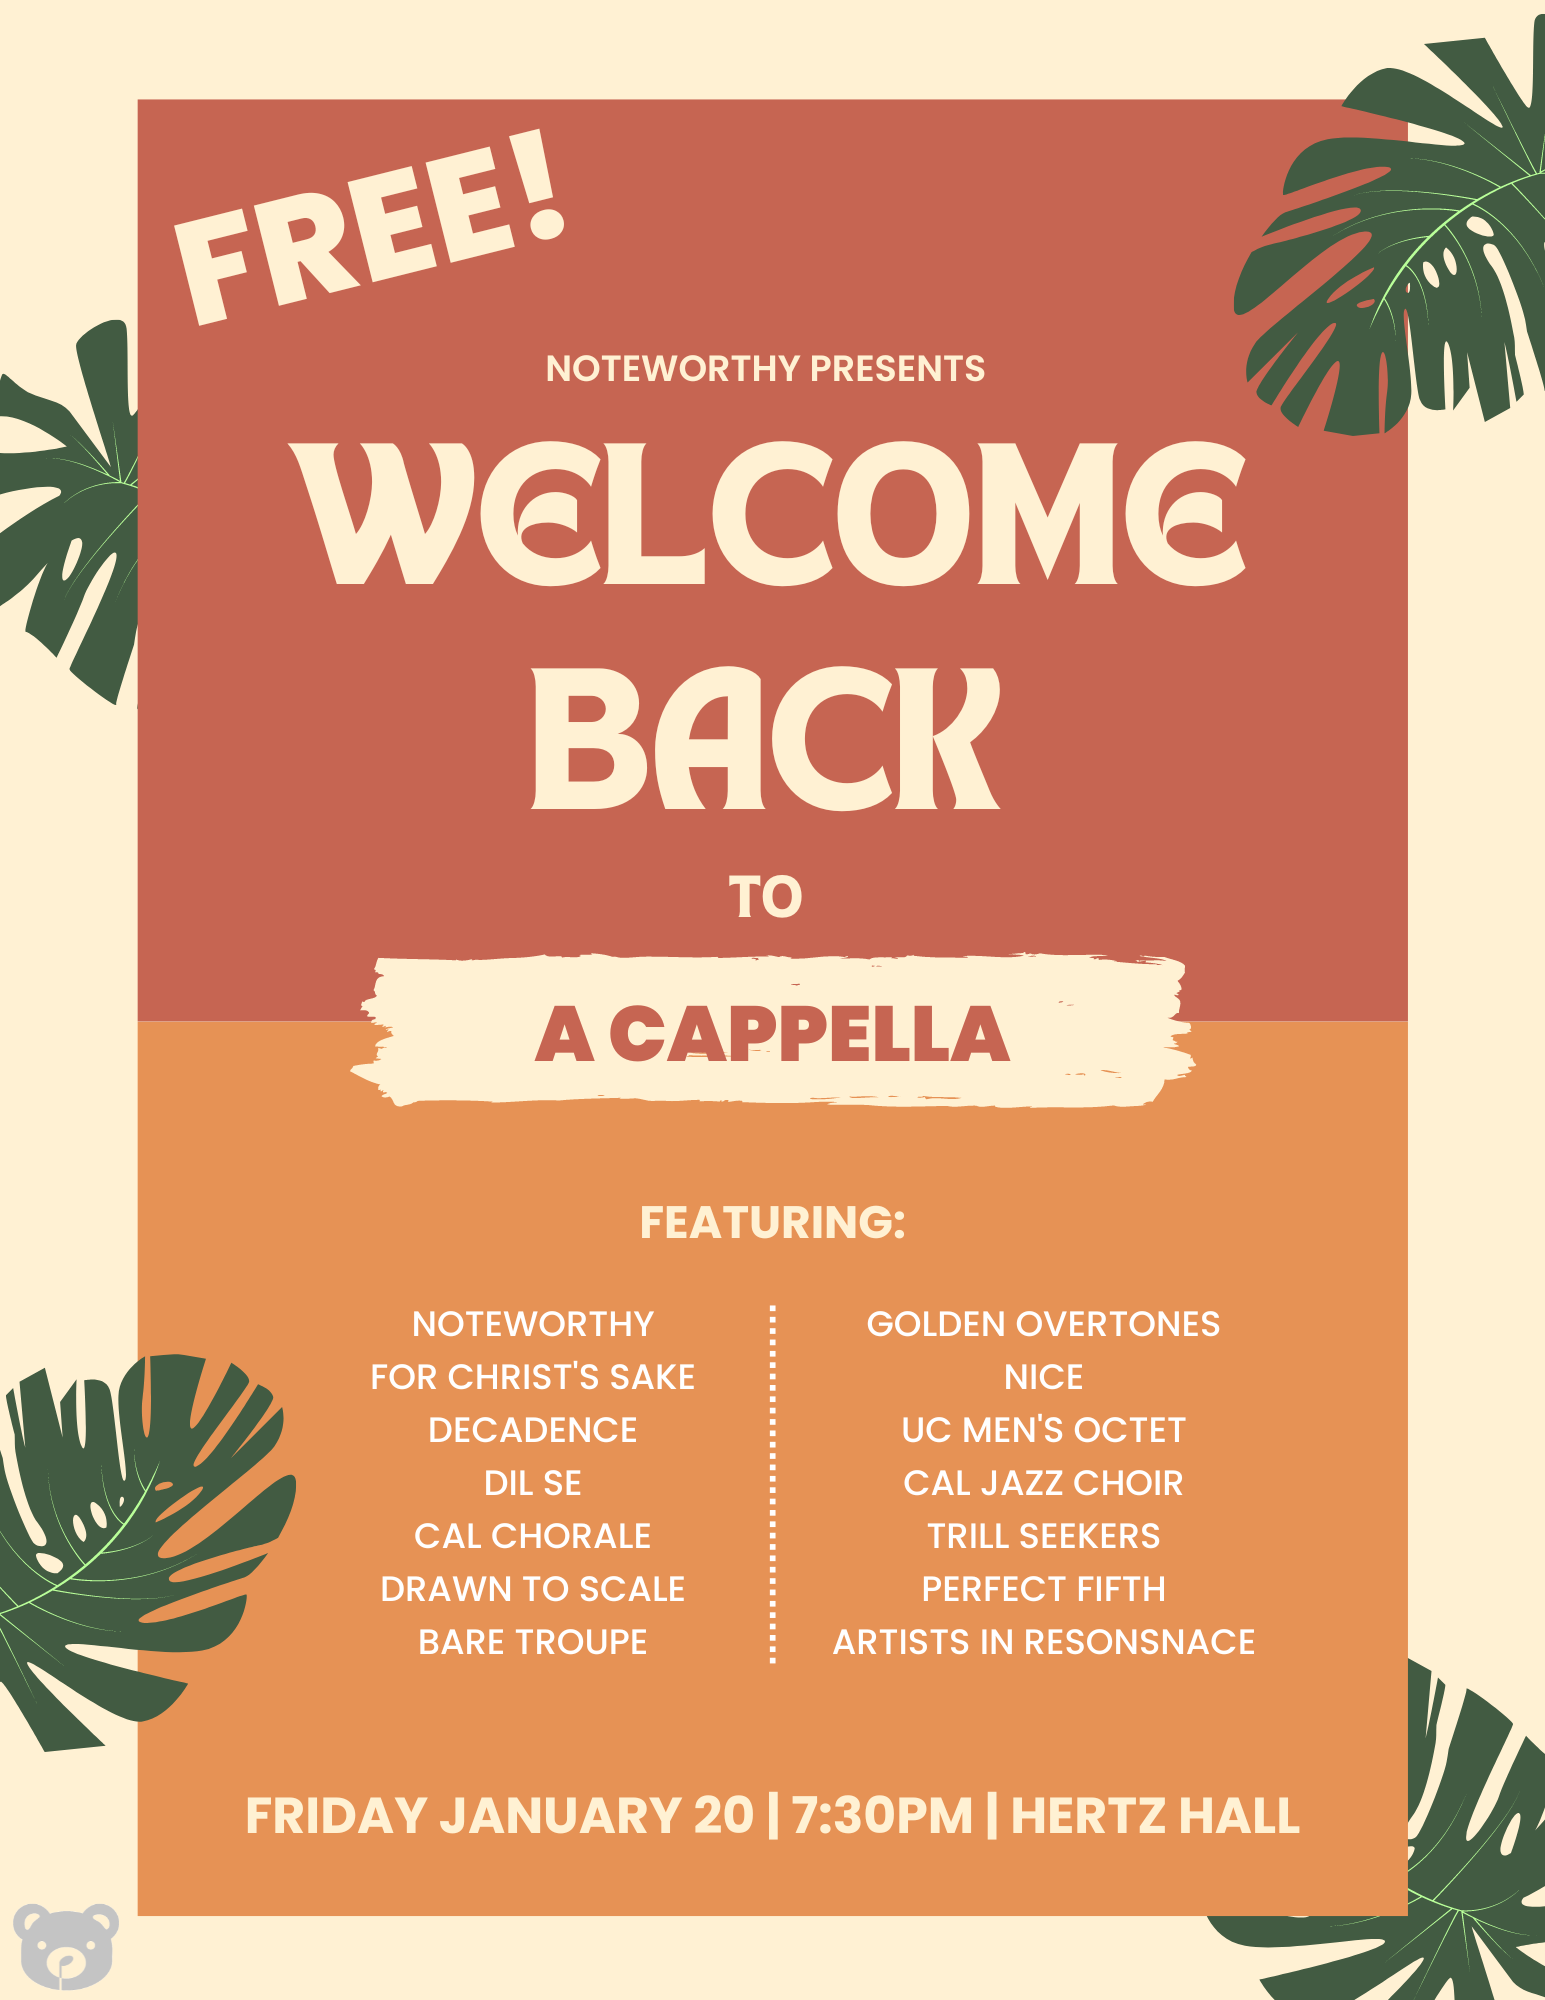 FREE!
NOTEWORTHY PRESENTS
WELCOME
BACK
TO
A CAPPELLA
FEATURING:
NOTEWORTHY
FOR CHRIST'S SAKE
DECADENCE
DIL SE
CAL CHORALE
DRAWN TO SCALE
BARE TROUPE
GOLDEN OVERTONES
NICE
UC MEN'S OCTET
CAL JAZZ CHOIR
TRILL SEEKERS
PERFECT FIFTH
ARTISTS IN RESONSNACE
FRIDAY JANUARY 20 | 7:30PM | HERTZ HALL